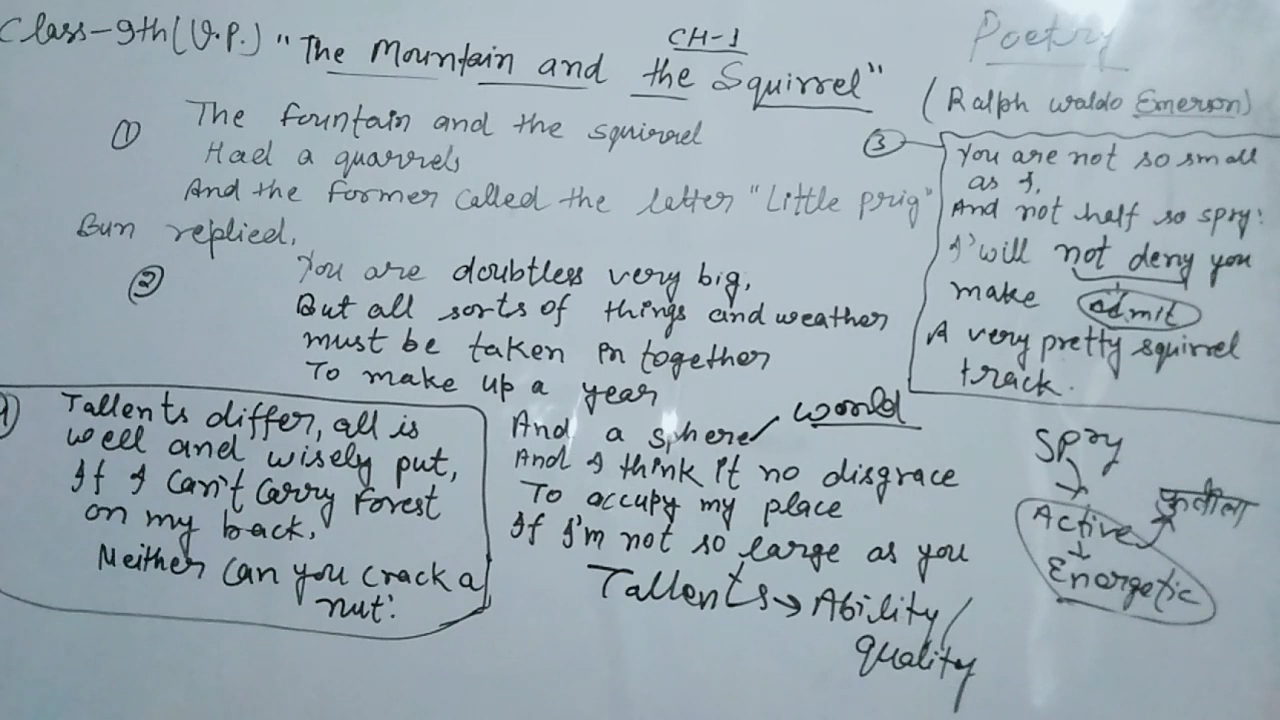 Class-9th (U.P.)
CH-1
Poetry
"The Mountain and the Squirrel"
(Ralph waldo Emerson)
①
The fountain and the squirrel
Had a quarrels
And the former called the latter "Little prig"
Bun replied,
②
You are doubtless very big,
But all sorts of things and weather
must be taken in together
To make up a year
And a sphere
world
And I think it no disgrace
To occupy my place
If I'm not so large as you
③
You are not so small
as I,
And not half so spry:
I'will not deny you
make
admit
A very pretty squirrel
track.
Tallents differ, all is
well and wisely put,
If I can't carry Forest
on my back,
Neither can you crack a
nut.
Tallents → Ability/
quality
Spry
Active
फुर्तीला
Energetic